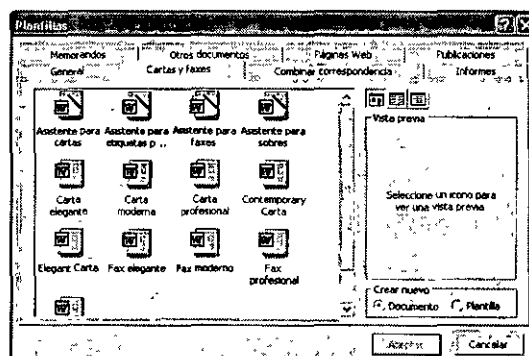 Plantillas
Memorandos Otros documentos Páginas Web Publicaciones
General Cartas y Faxes Combinar correspondencia Informes
Asistente para cartas
Asistente para etiquetas p...
Asistente para faxes
Asistente para sobres
Carta elegante
Carta moderna
Carta profesional
Contemporary Carta
Elegant Carta
Fax elegante
Fax moderno
Fax profesional
Vista previa
Seleccione un icono para
ver una vista previa
Crear nuevo
Documento Plantilla
Aceptar Cancelar